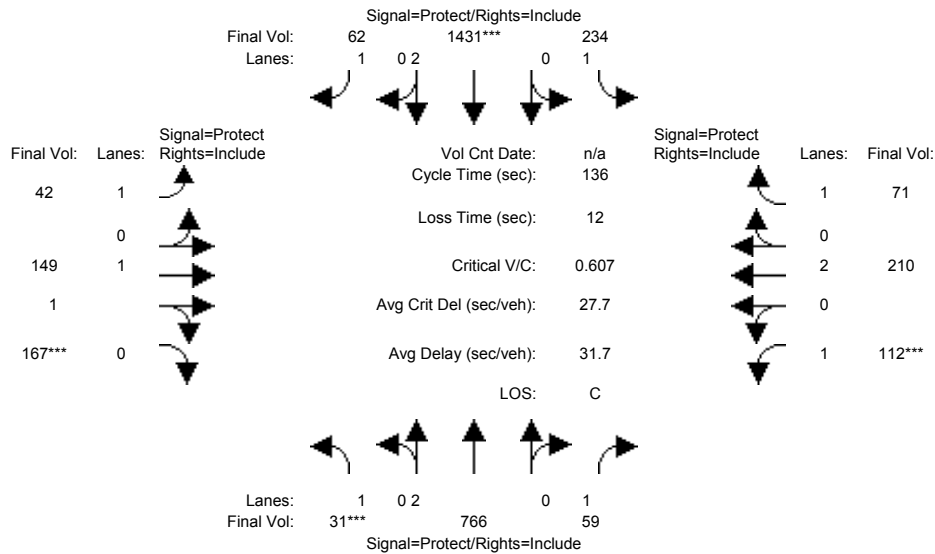 Signal=Protect/Rights=Include
Final Vol: 62 1431*** 234
Lanes: 1 0 2 0 1
Signal=Protect
Final Vol: Lanes: Rights=Include
Vol Cnt Date: n/a
Signal=Protect
Rights=Include Lanes: Final Vol:
Cycle Time (sec): 136
42 1
1 71
Loss Time (sec): 12
0
0
149 1
Critical V/C: 0.607
2 210
1
Avg Crit Del (sec/veh): 27.7
0
167*** 0
Avg Delay (sec/veh): 31.7
1 112***
LOS: C
Lanes: 1 0 2 0 1
Final Vol: 31*** 766 59
Signal=Protect/Rights=Include